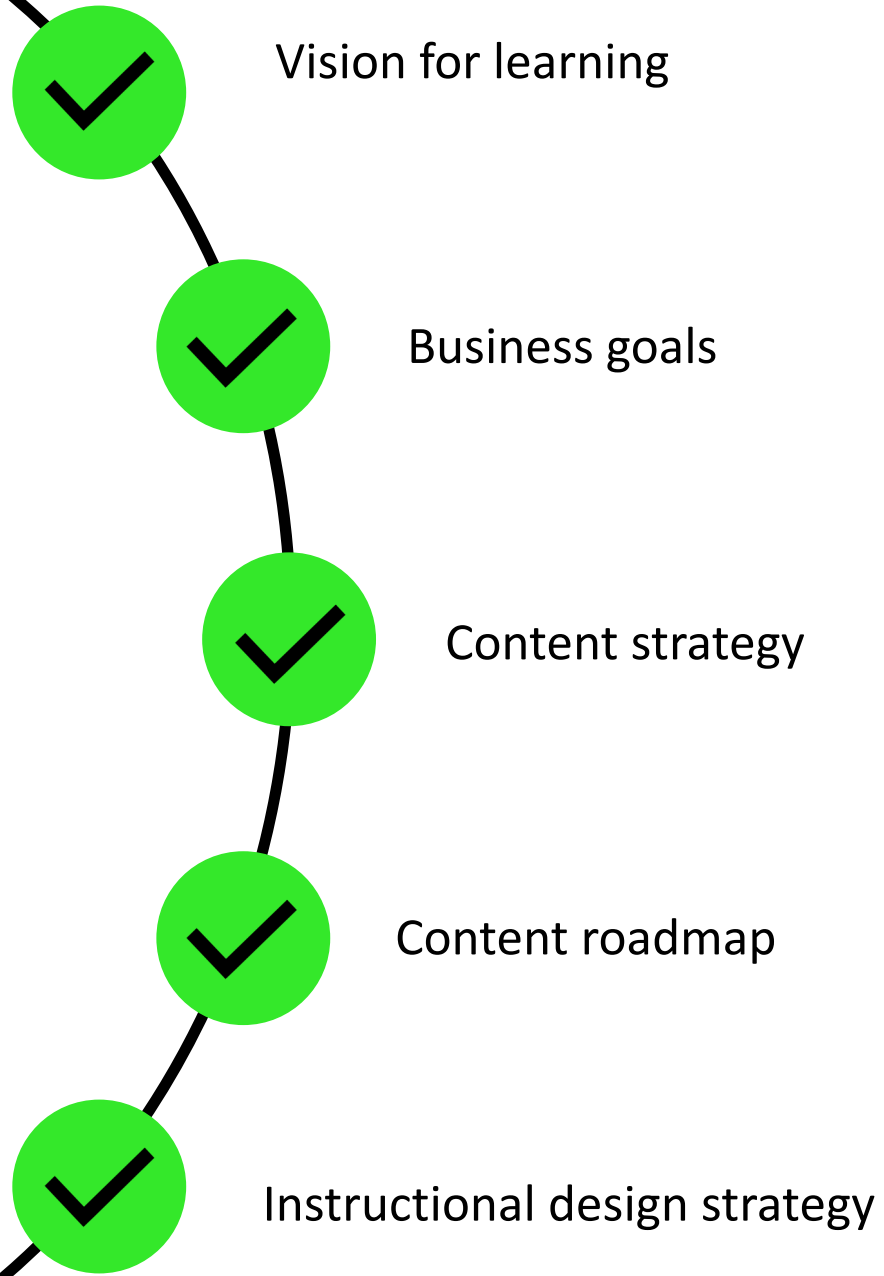 Vision for learning
Business goals
Content strategy
Content roadmap
Instructional design strategy